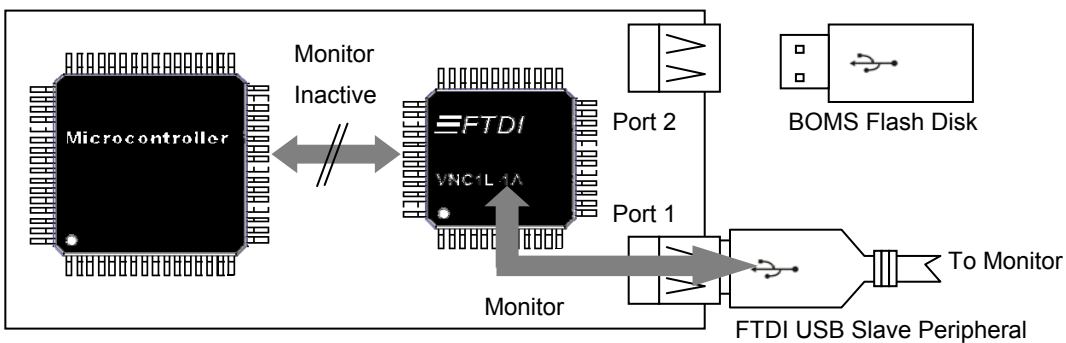 Monitor
Inactive
Microcontroller
FTDI
VNC1L-1A
Port 2
BOMS Flash Disk
Port 1
To Monitor
Monitor
FTDI USB Slave Peripheral